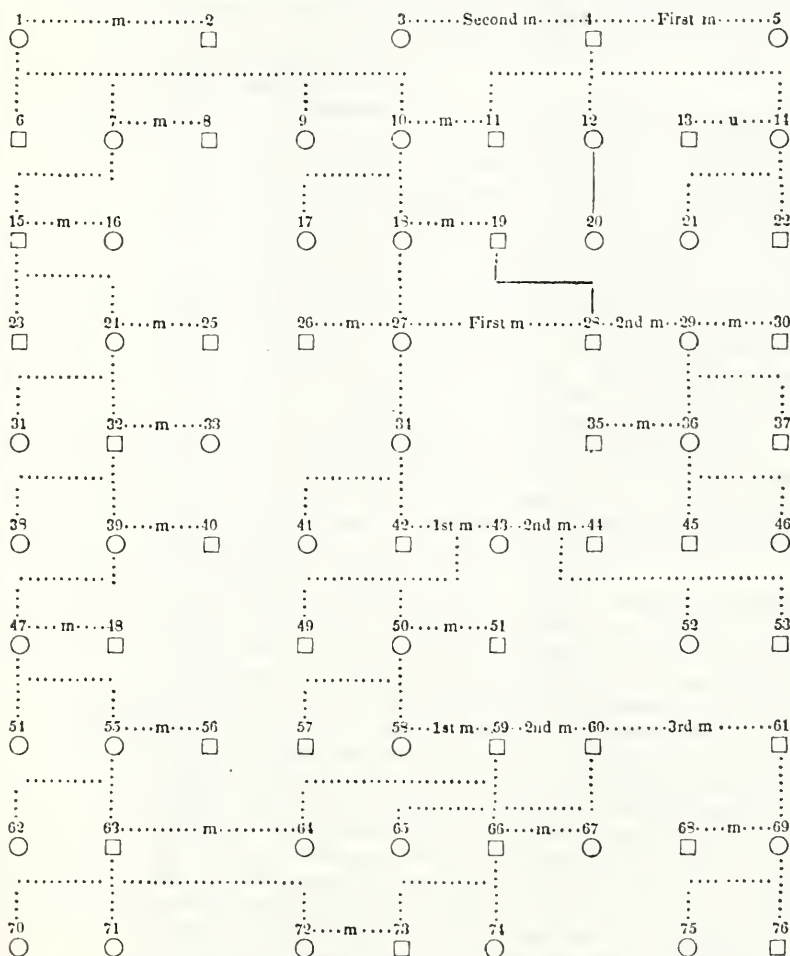 1 m 2 3 Second m 4 First m 5
6 7 m 8 9 10 m 11 12 13 u 14
15 m 16 17 18 m 19 20 21 22
23 21 m 25 26 m 27 First m 28 2nd m 29 m 30
31 32 m 33 31 35 m 36 37
38 39 m 40 41 42 1st m 43 2nd m 44 45 46
47 m 48 49 50 m 51 52 53
51 55 m 56 57 58 1st m 59 2nd m 60 3rd m 61
62 63 m 64 65 66 m 67 68 m 69
70 71 72 m 73 74 75 76